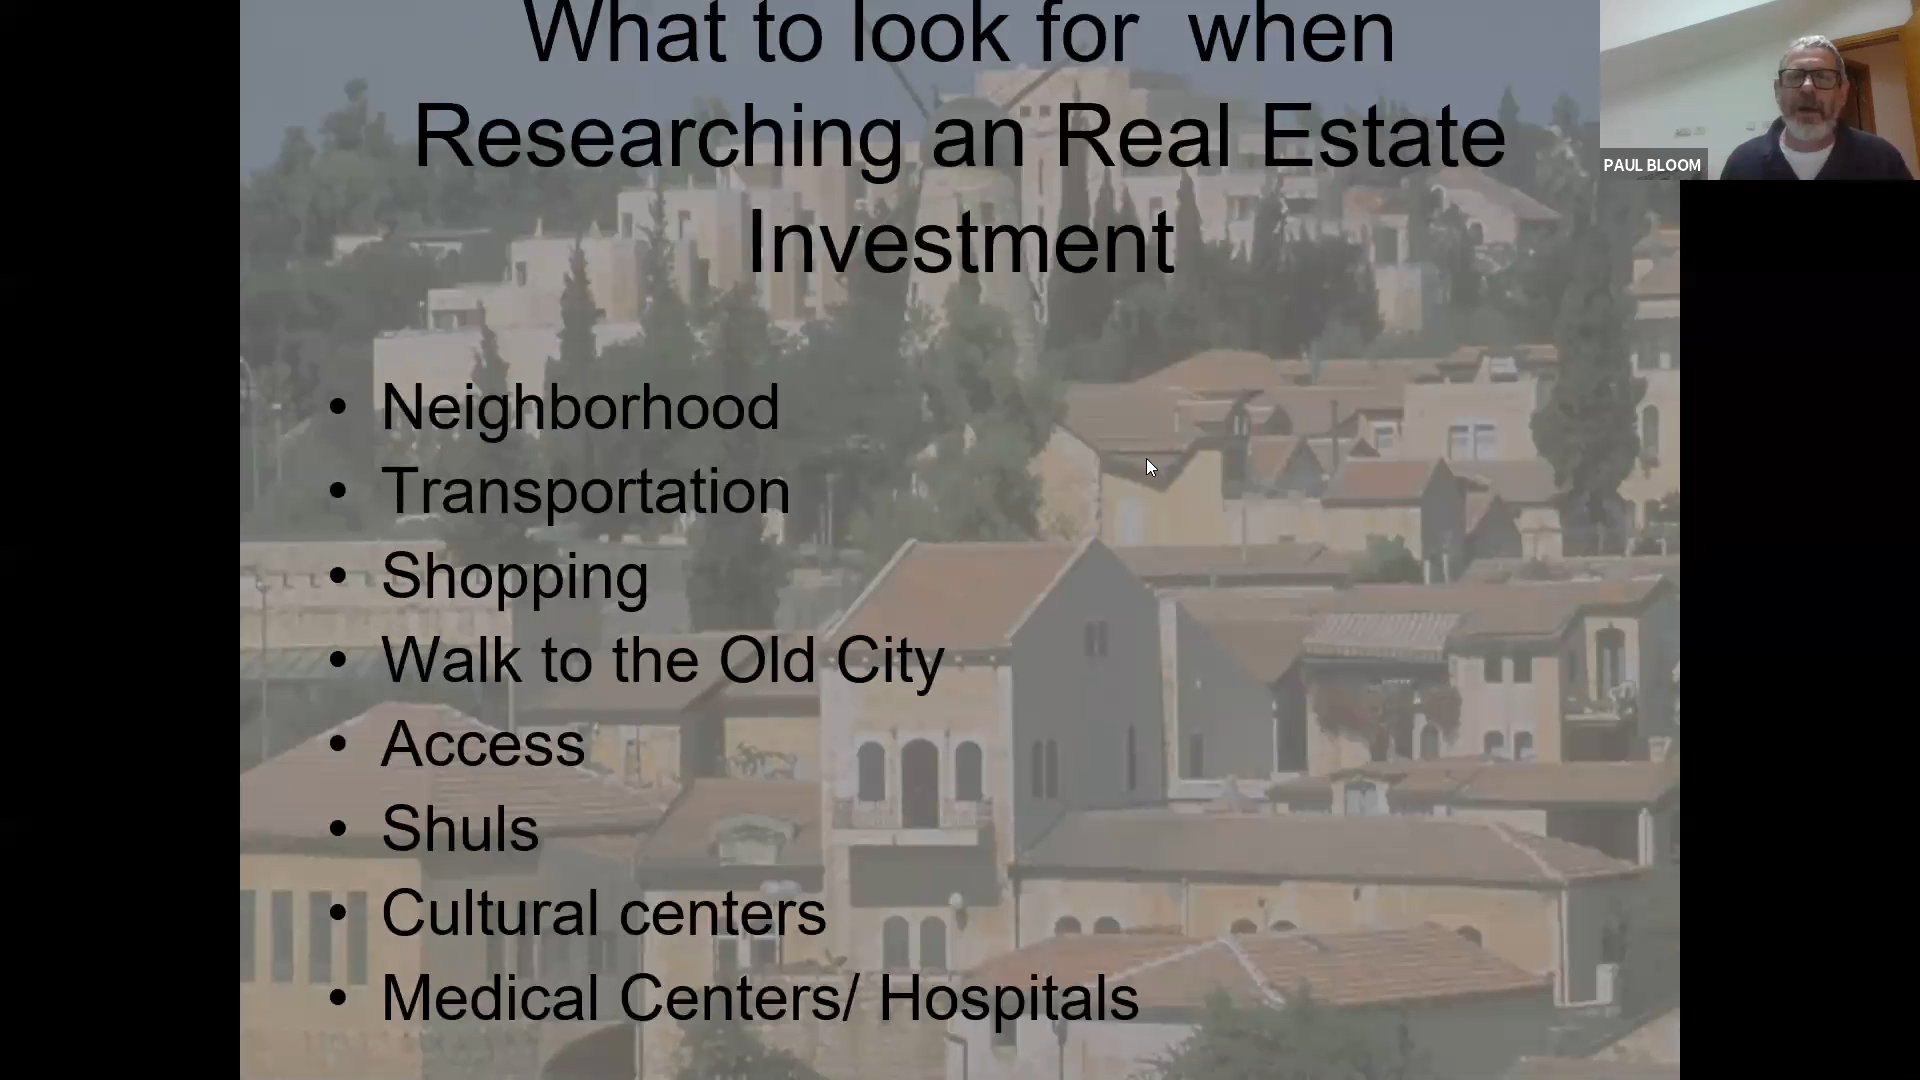 What to look for  when
Researching an Real Estate
Investment
PAUL BLOOM
• Neighborhood
• Transportation
• Shopping
• Walk to the Old City
• Access
• Shuls
• Cultural centers
• Medical Centers/ Hospitals